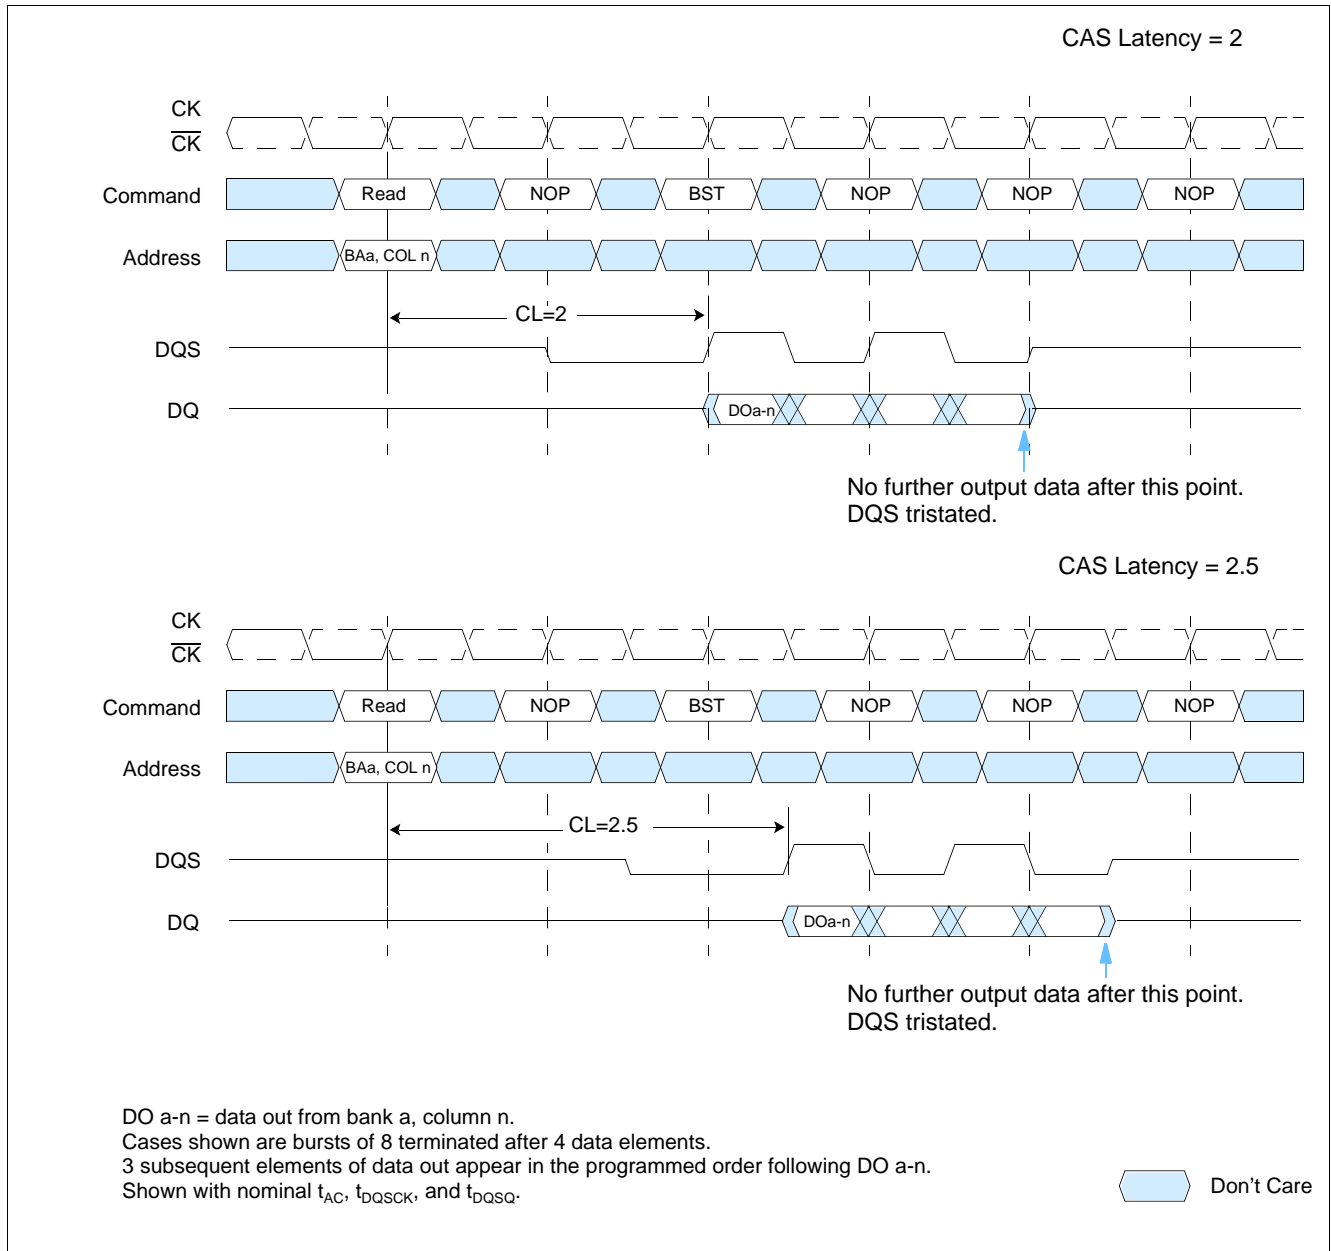 CAS Latency = 2
CK
CK
Command Read NOP BST NOP NOP NOP
Address BAa, COL n
CL=2
DQS
DQ DOa-n
No further output data after this point.
DQS tristated.
CAS Latency = 2.5
CK
CK
Command Read NOP BST NOP NOP NOP
Address BAa, COL n
CL=2.5
DQS
DQ DOa-n
No further output data after this point.
DQS tristated.
DO a-n = data out from bank a, column n.
Cases shown are bursts of 8 terminated after 4 data elements.
3 subsequent elements of data out appear in the programmed order following DO a-n.
Shown with nominal tAC, tDQSCK, and tDQSQ.
Don't Care